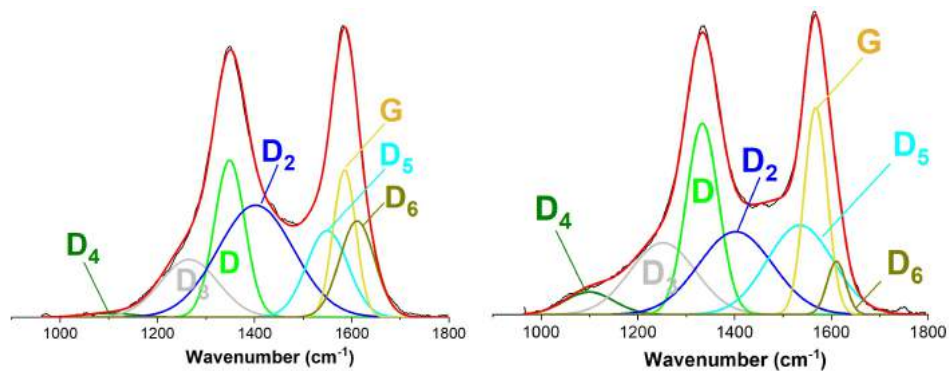 G
D₂
D₅
D₆
D
D₃
D₄
1000 1200 1400 1600 1800
Wavenumber (cm⁻¹)
G
D₂
D₅
D
D₃
D₄
D₆
1000 1200 1400 1600 1800
Wavenumber (cm⁻¹)